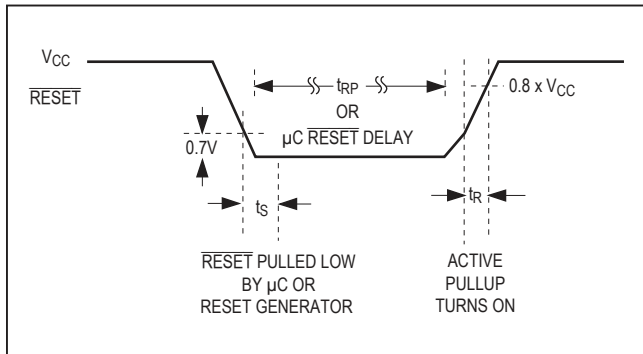 VCC
RESET
tRP
OR
µC RESET DELAY
0.8 x VCC
0.7V
tS
tR
RESET PULLED LOW
BY µC OR
RESET GENERATOR
ACTIVE
PULLUP
TURNS ON